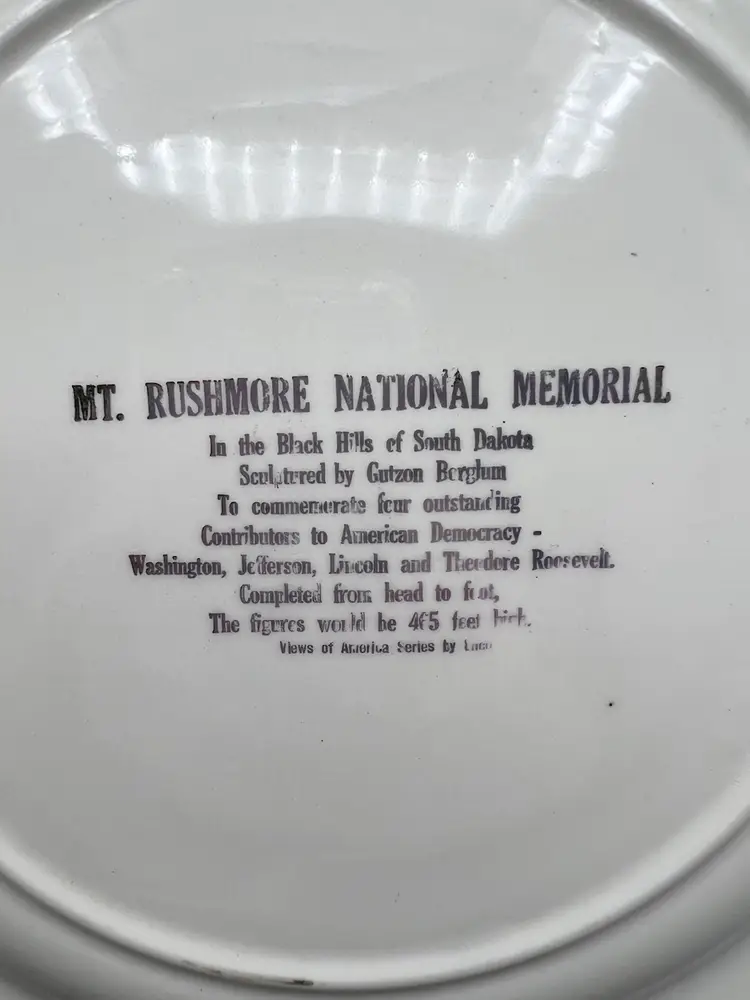 MT. RUSHMORE NATIONAL MEMORIAL
In the Black Hills of South Dakota
Sculptured by Gutzon Borglum
To commemorate four outstanding
Contributors to American Democracy -
Washington, Jefferson, Lincoln and Theodore Roosevelt.
Completed from head to foot,
The figures would be 465 feet high.
Views of America Series by